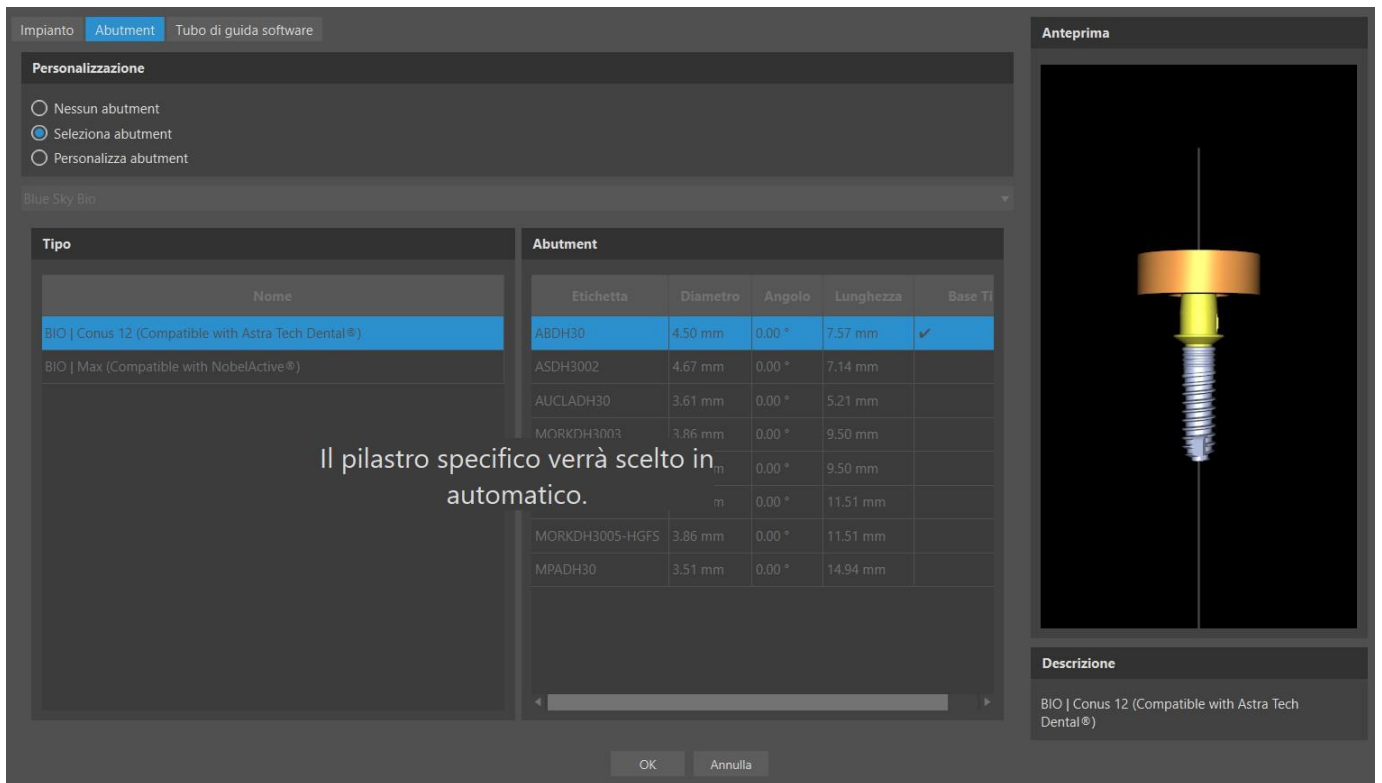 Impianto Abutment Tubo di guida software
Personalizzazione
Nessun abutment
Seleziona abutment
Personalizza abutment
Blue Sky Bio
Tipo
Nome
BIO | Conus 12 (Compatible with Astra Tech Dental®)
BIO | Max (Compatible with NobelActive®)
Abutment
Etichetta Diametro Angolo Lunghezza Base Ti
ABDH30 4.50 mm 0.00 ° 7.57 mm ✔
ASDH3002 4.67 mm 0.00 ° 7.14 mm
AUCLADH30 3.61 mm 0.00 ° 5.21 mm
MORKDH3003 3.86 mm 0.00 ° 9.50 mm
m 0.00 ° 9.50 mm
m 0.00 ° 11.51 mm
MORKDH3005-HGFS 3.86 mm 0.00 ° 11.51 mm
MPADH30 3.51 mm 0.00 ° 14.94 mm
Il pilastro specifico verrà scelto in
automatico.
OK Annulla
Anteprima
Descrizione
BIO | Conus 12 (Compatible with Astra Tech
Dental®)